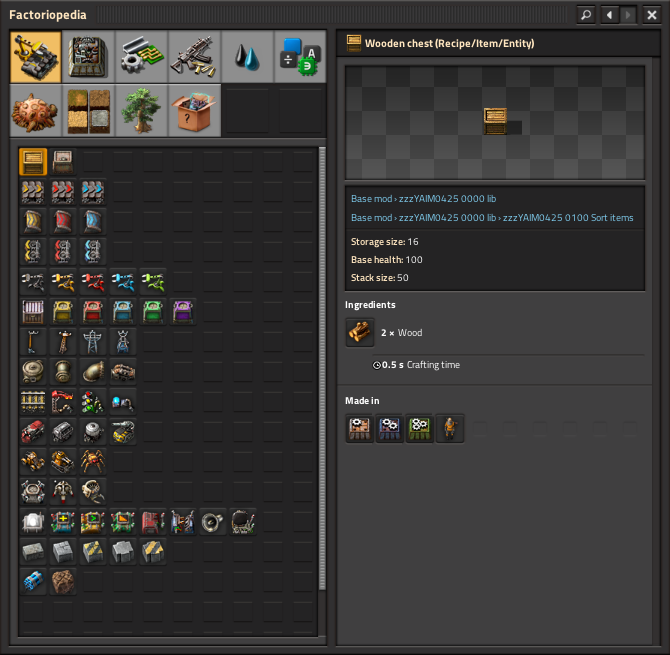 Factoriopedia
Wooden chest (Recipe/Item/Entity)
Base mod › zzzYAIM0425 0000 lib
Base mod › zzzYAIM0425 0000 lib › zzzYAIM0425 0100 Sort items
Storage size: 16
Base health: 100
Stack size: 50
Ingredients
2 × Wood
0.5 s Crafting time
Made in